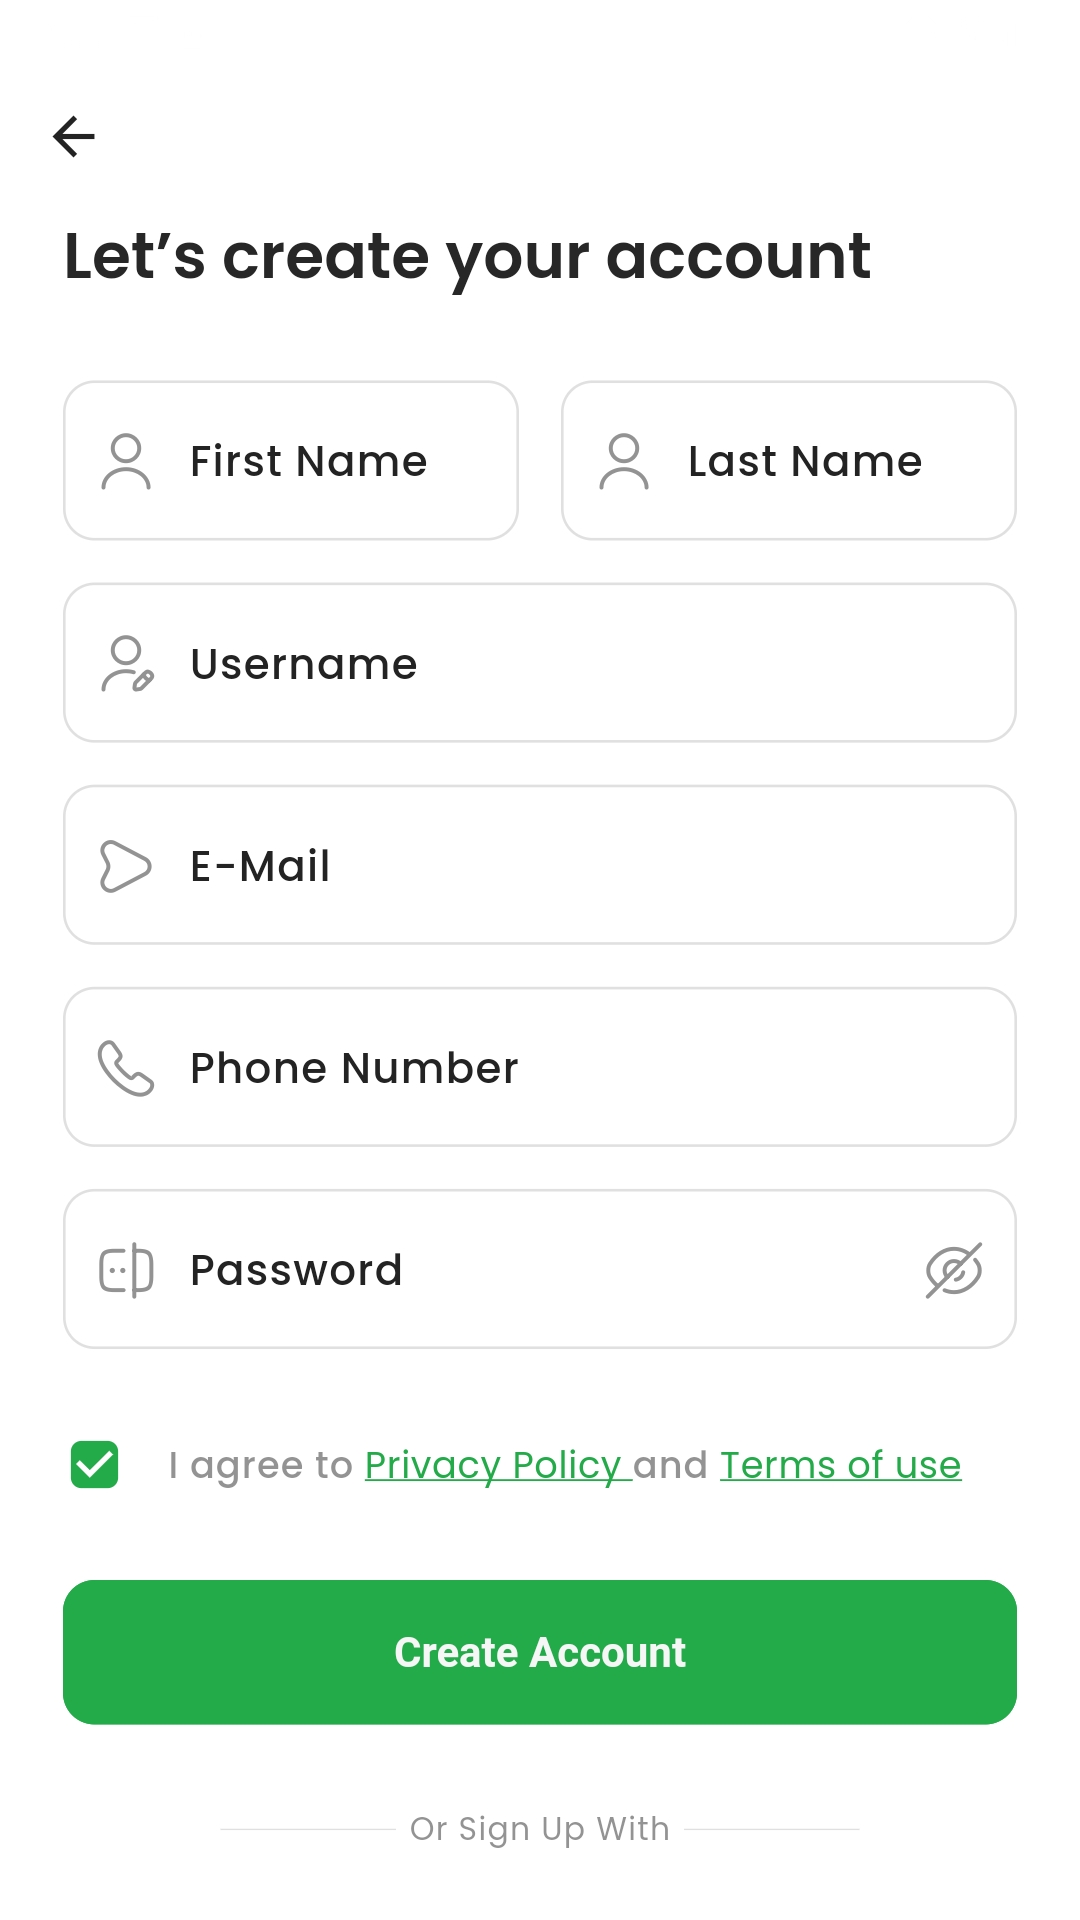 Let’s create your account
First Name
Last Name
Username
E-Mail
Phone Number
Password
I agree to Privacy Policy and Terms of use
Create Account
Or Sign Up With